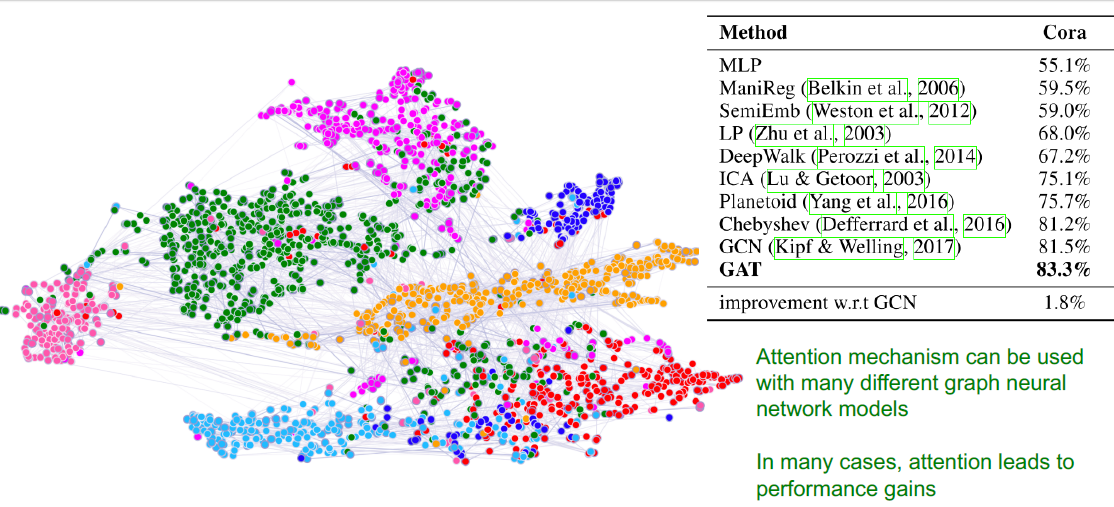 Method Cora
MLP 55.1%
ManiReg (Belkin et al., 2006) 59.5%
SemiEmb (Weston et al., 2012) 59.0%
LP (Zhu et al., 2003) 68.0%
DeepWalk (Perozzi et al., 2014) 67.2%
ICA (Lu & Getoor, 2003) 75.1%
Planetoid (Yang et al., 2016) 75.7%
Chebyshev (Defferrard et al., 2016) 81.2%
GCN (Kipf & Welling, 2017) 81.5%
GAT 83.3%
improvement w.r.t GCN 1.8%
Attention mechanism can be used
with many different graph neural
network models
In many cases, attention leads to
performance gains